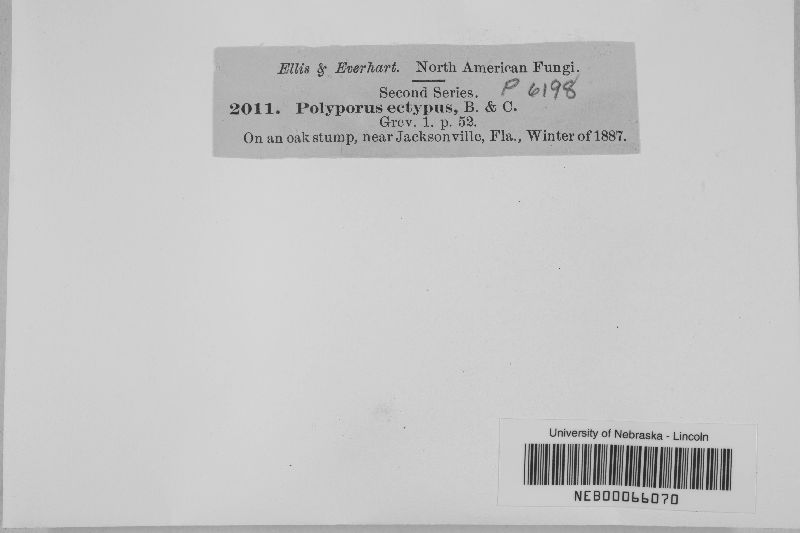 Ellis & Everhart. North American Fungi.
Second Series. P 6198
2011. Polyporus ectypus, B. & C.
Grev. 1. p. 52.
On an oak stump, near Jacksonville, Fla., Winter of 1887.
University of Nebraska - Lincoln
NEB00066070